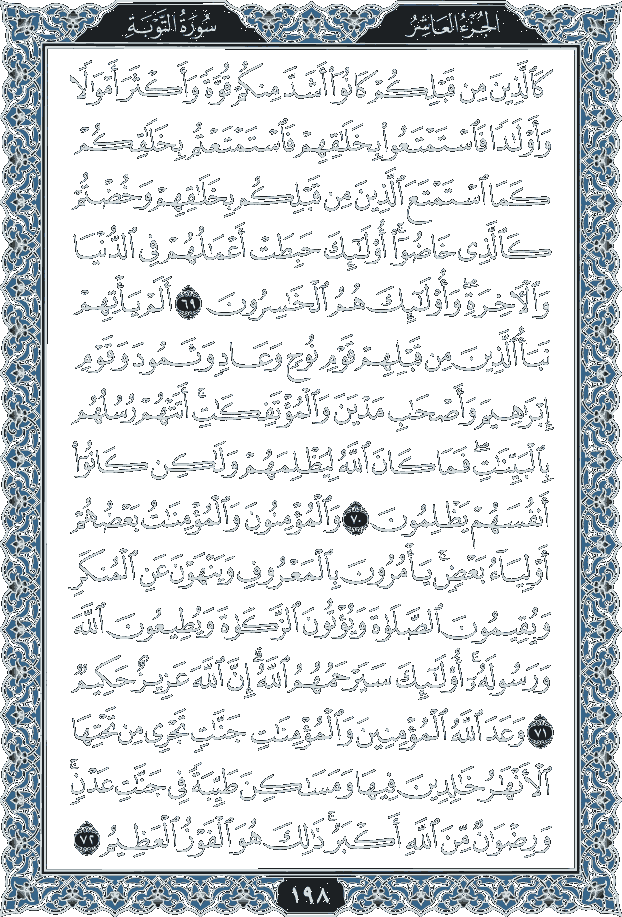 الجزء العاشر
سورة التوبة
كَٱلَّذِينَ مِن قَبۡلِكُمۡ كَانُوٓاْ أَشَدَّ مِنكُمۡ قُوَّةٗ وَأَكۡثَرَ أَمۡوَٰلٗا
وَأَوۡلَٰدٗا فَٱسۡتَمۡتَعُواْ بِخَلَٰقِهِمۡ فَٱسۡتَمۡتَعۡتُم بِخَلَٰقِكُمۡ
كَمَا ٱسۡتَمۡتَعَ ٱلَّذِينَ مِن قَبۡلِكُم بِخَلَٰقِهِمۡ وَخُضۡتُمۡ
كَٱلَّذِي خَاضُوٓاْۚ أُوْلَٰٓئِكَ حَبِطَتۡ أَعۡمَٰلُهُمۡ فِي ٱلدُّنۡيَا
وَٱلۡأٓخِرَةِۖ وَأُوْلَٰٓئِكَ هُمُ ٱلۡخَٰسِرُونَ ٦٩ أَلَمۡ يَأۡتِهِمۡ
نَبَأُ ٱلَّذِينَ مِن قَبۡلِهِمۡ قَوۡمِ نُوحٖ وَعَادٖ وَثَمُودَ وَقَوۡمِ
إِبۡرَٰهِيمَ وَأَصۡحَٰبِ مَدۡيَنَ وَٱلۡمُؤۡتَفِكَٰتِۚ أَتَتۡهُمۡ رُسُلُهُم
بِٱلۡبَيِّنَٰتِۖ فَمَا كَانَ ٱللَّهُ لِيَظۡلِمَهُمۡ وَلَٰكِن كَانُوٓاْ
أَنفُسَهُمۡ يَظۡلِمُونَ ٧٠ وَٱلۡمُؤۡمِنُونَ وَٱلۡمُؤۡمِنَٰتُ بَعۡضُهُمۡ
أَوۡلِيَآءُ بَعۡضٖۚ يَأۡمُرُونَ بِٱلۡمَعۡرُوفِ وَيَنۡهَوۡنَ عَنِ ٱلۡمُنكَرِ
وَيُقِيمُونَ ٱلصَّلَوٰةَ وَيُؤۡتُونَ ٱلزَّكَوٰةَ وَيُطِيعُونَ ٱللَّهَ
وَرَسُولَهُۥٓۚ أُوْلَٰٓئِكَ سَيَرۡحَمُهُمُ ٱللَّهُۗ إِنَّ ٱللَّهَ عَزِيزٌ حَكِيمٞ
٧١ وَعَدَ ٱللَّهُ ٱلۡمُؤۡمِنِينَ وَٱلۡمُؤۡمِنَٰتِ جَنَّٰتٖ تَجۡرِي مِن تَحۡتِهَا
ٱلۡأَنۡهَٰرُ خَٰلِدِينَ فِيهَا وَمَسَٰكِنَ طَيِّبَةٗ فِي جَنَّٰتِ عَدۡنٖۚ
وَرِضۡوَٰنٞ مِّنَ ٱللَّهِ أَكۡبَرُۚ ذَٰلِكَ هُوَ ٱلۡفَوۡزُ ٱلۡعَظِيمُ ٧٢
١٩٨